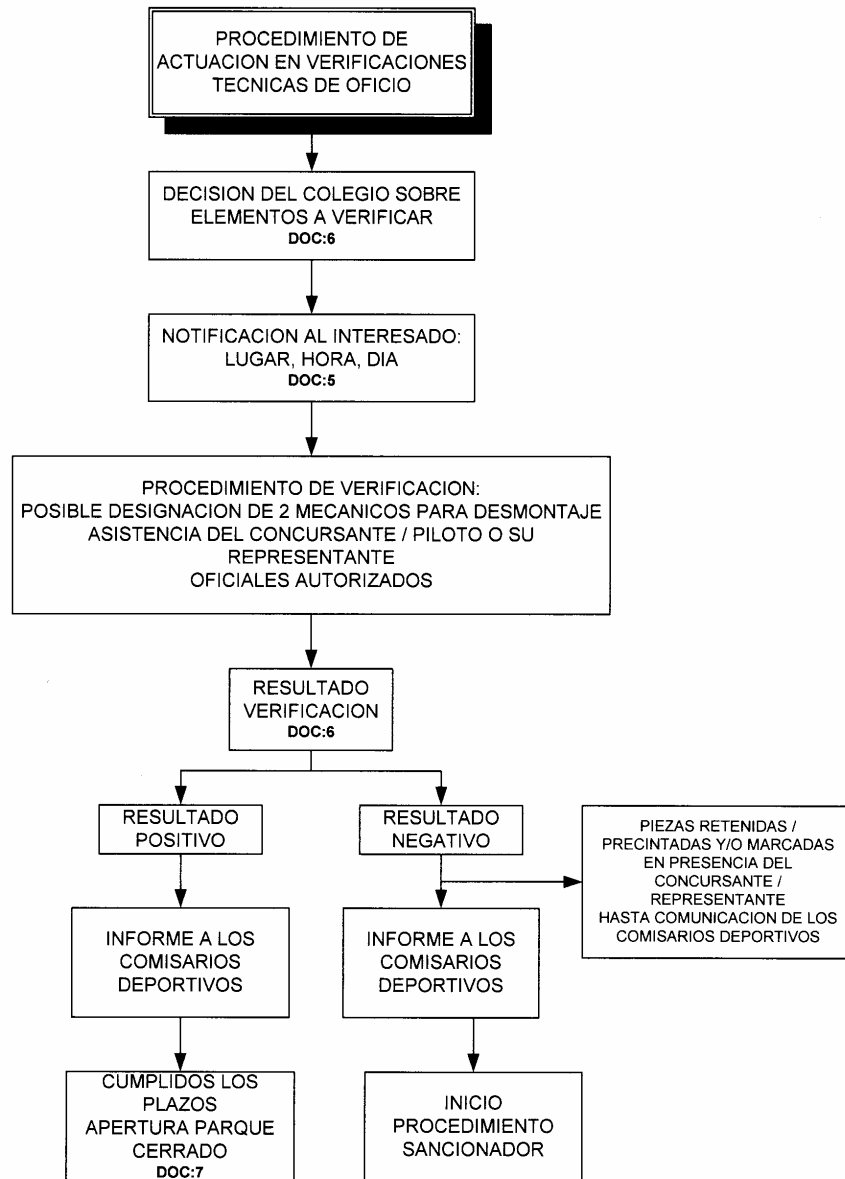 PROCEDIMIENTO DE
ACTUACION EN VERIFICACIONES
TECNICAS DE OFICIO
DECISION DEL COLEGIO SOBRE
ELEMENTOS A VERIFICAR
DOC:6
NOTIFICACION AL INTERESADO:
LUGAR, HORA, DIA
DOC:5
PROCEDIMIENTO DE VERIFICACION:
POSIBLE DESIGNACION DE 2 MECANICOS PARA DESMONTAJE
ASISTENCIA DEL CONCURSANTE / PILOTO O SU
REPRESENTANTE
OFICIALES AUTORIZADOS
RESULTADO
VERIFICACION
DOC:6
RESULTADO
POSITIVO
RESULTADO
NEGATIVO
PIEZAS RETENIDAS /
PRECINTADAS Y/O MARCADAS
EN PRESENCIA DEL
CONCURSANTE /
REPRESENTANTE
HASTA COMUNICACION DE LOS
COMISARIOS DEPORTIVOS
INFORME A LOS
COMISARIOS
DEPORTIVOS
INFORME A LOS
COMISARIOS
DEPORTIVOS
CUMPLIDOS LOS
PLAZOS
APERTURA PARQUE
CERRADO
DOC:7
INICIO
PROCEDIMIENTO
SANCIONADOR